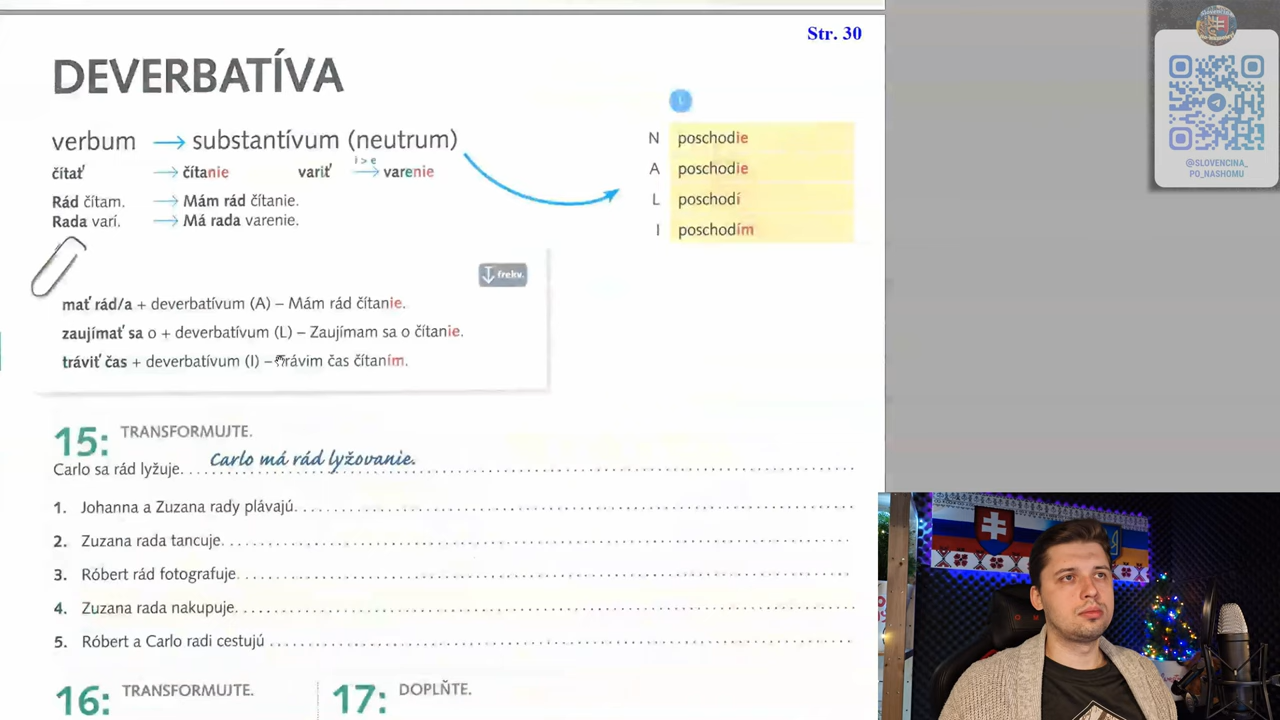 Str. 30
DEVERBATÍVA
verbum → substantívum (neutrum)
i > e
čítať → čítanie variť → varenie
Rád čítam. → Mám rád čítanie.
Rada varí. → Má rada varenie.
N poschodie
A poschodie
L poschodí
I poschodím
frekv.
mať rád/a + deverbatívum (A) – Mám rád čítanie.
zaujímať sa o + deverbatívum (L) – Zaujímam sa o čítanie.
tráviť čas + deverbatívum (I) – Trávim čas čítaním.
15: TRANSFORMUJTE.
Carlo sa rád lyžuje. Carlo má rád lyžovanie.
1. Johanna a Zuzana rady plávajú.
2. Zuzana rada tancuje.
3. Róbert rád fotografuje.
4. Zuzana rada nakupuje.
5. Róbert a Carlo radi cestujú
16: TRANSFORMUJTE.
17: DOPLŇTE.
@SLOVENCINA_
PO_NASHOMU